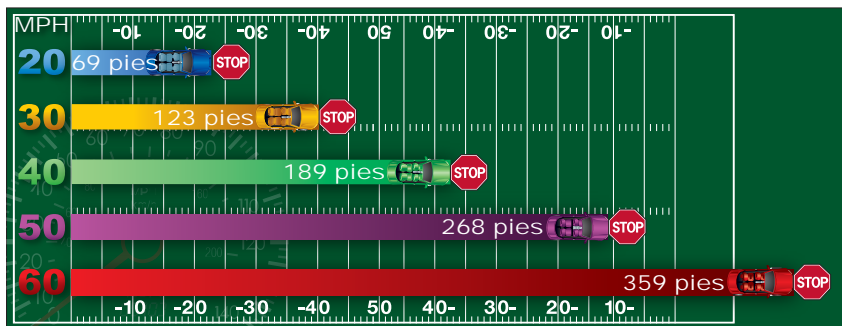 MPH
-10 -20 -30 -40 50 40- -30 20- -10
20 69 pies STOP
30 123 pies STOP
40 189 pies STOP
50 268 pies STOP
60 359 pies STOP
-10 -20 -30 -40 50 40- 30- 20- 10-